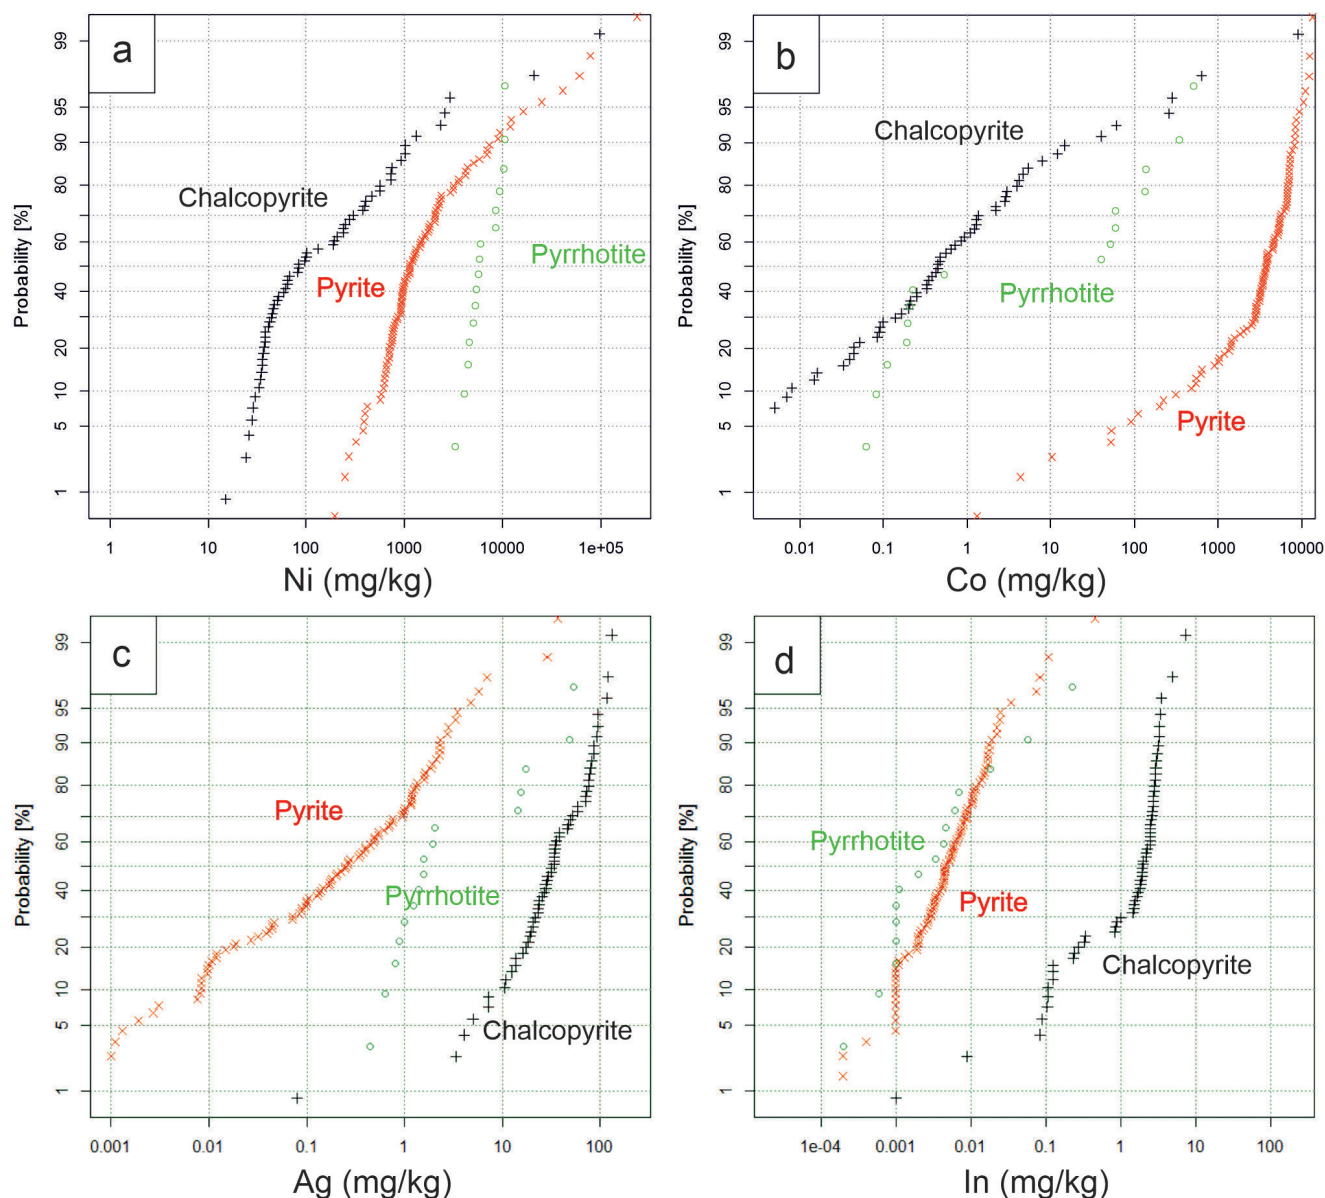 a
Chalcopyrite
Pyrite
Pyrrhotite
Probability [%]
99
95
90
80
60
40
20
10
5
1
1
10
100
1000
10000
1e+05
Ni (mg/kg)
b
Chalcopyrite
Pyrrhotite
Pyrite
Probability [%]
99
95
90
80
60
40
20
10
5
1
0.01
0.1
1
10
100
1000
10000
Co (mg/kg)
c
Pyrite
Pyrrhotite
Chalcopyrite
Probability [%]
99
95
90
80
60
40
20
10
5
1
0.001
0.01
0.1
1
10
100
Ag (mg/kg)
d
Pyrrhotite
Pyrite
Chalcopyrite
Probability [%]
99
95
90
80
60
40
20
10
5
1
1e-04
0.001
0.01
0.1
1
10
100
In (mg/kg)